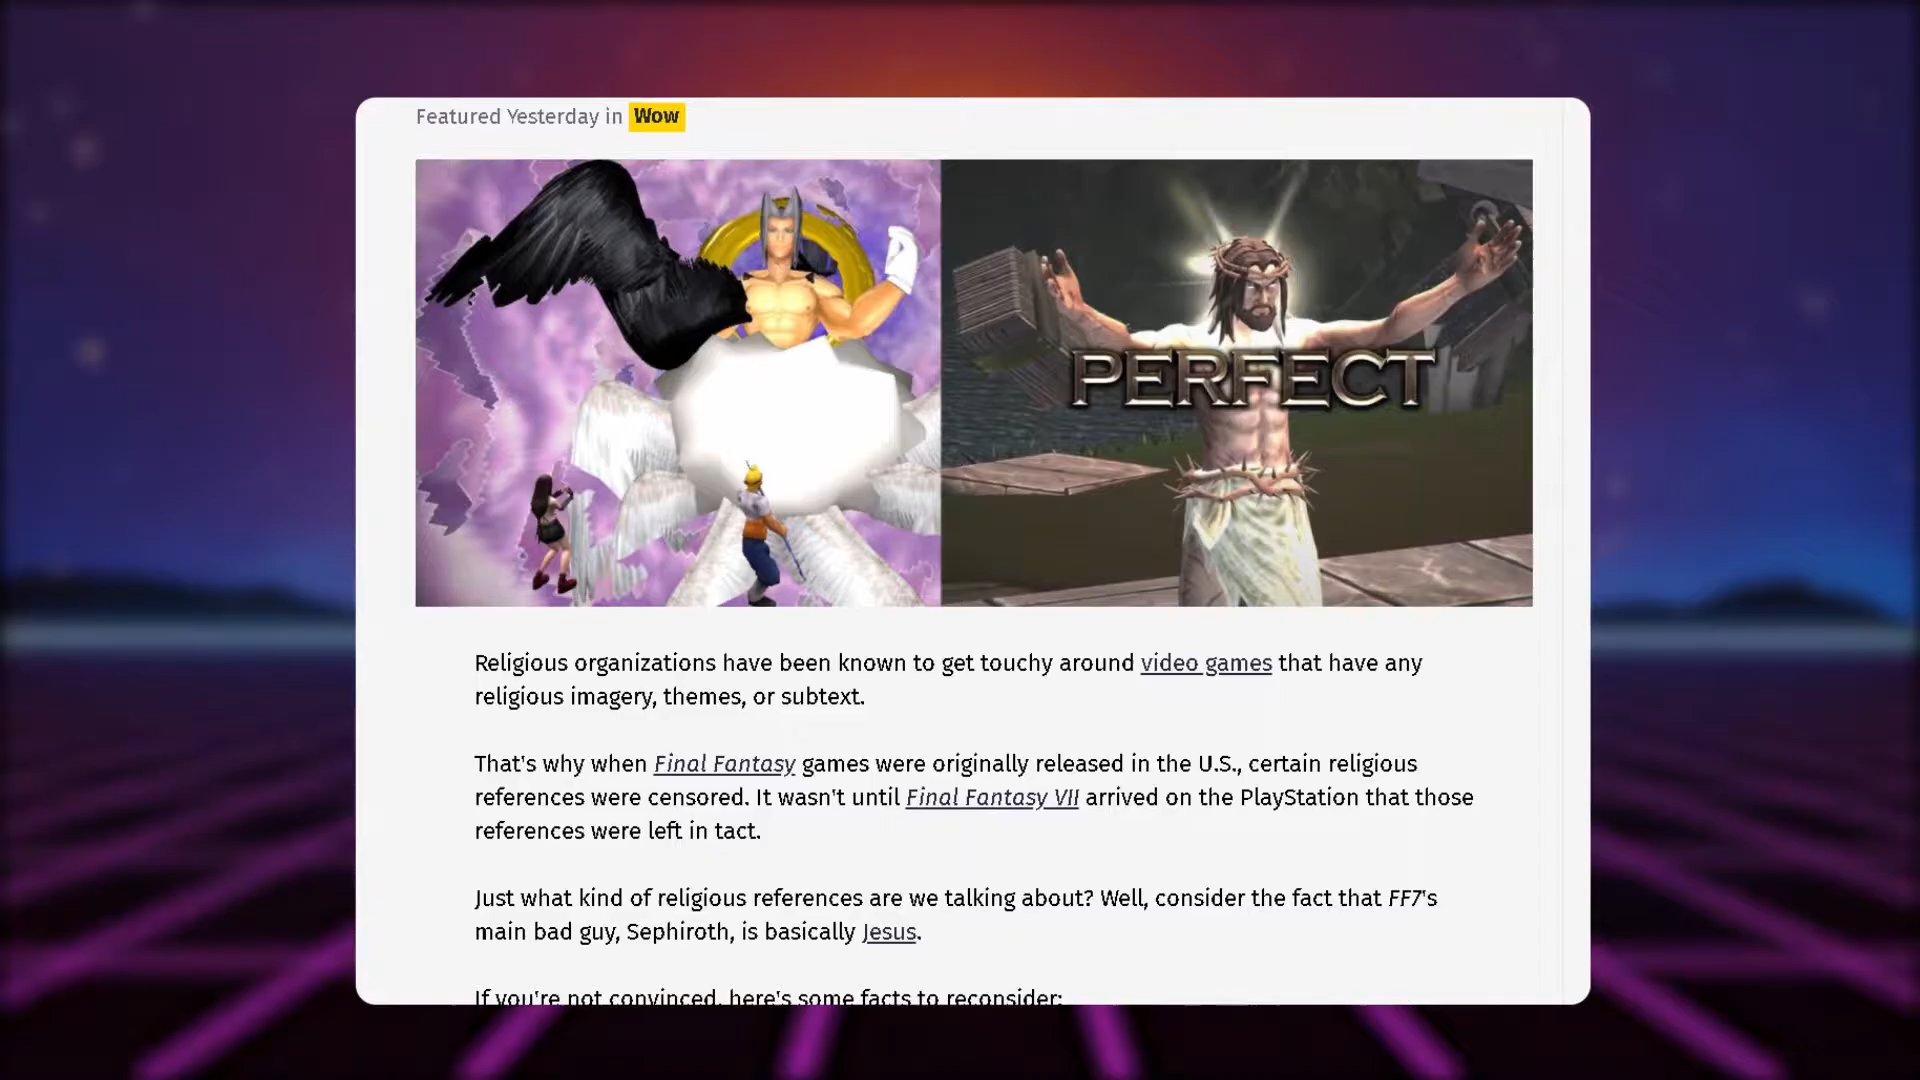 Featured Yesterday in Wow
PERFECT
Religious organizations have been known to get touchy around video games that have any
religious imagery, themes, or subtext.
That's why when Final Fantasy games were originally released in the U.S., certain religious
references were censored. It wasn't until Final Fantasy VII arrived on the PlayStation that those
references were left in tact.
Just what kind of religious references are we talking about? Well, consider the fact that FF7's
main bad guy, Sephiroth, is basically Jesus.
If you're not convinced, here's some facts to reconsider: